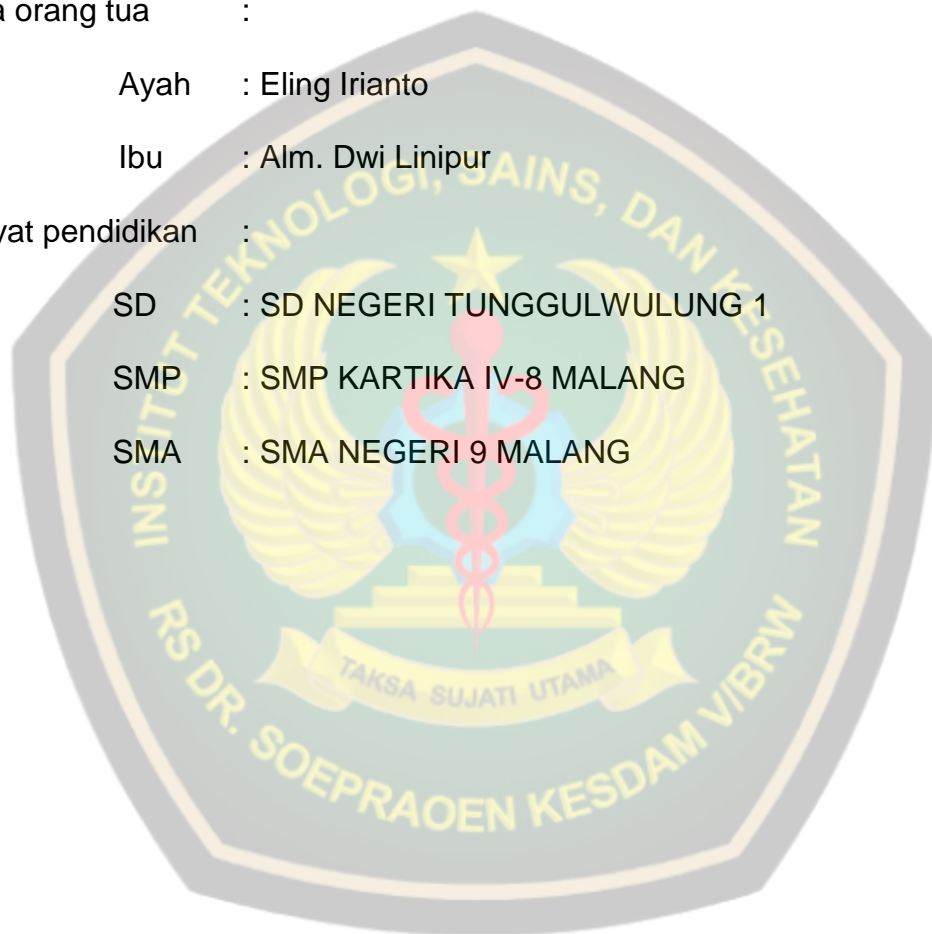 a orang tua :
Ayah : Eling Irianto
Ibu : Alm. Dwi Linipur
yat pendidikan :
SD : SD NEGERI TUNGGULWULUNG 1
SMP : SMP KARTIKA IV-8 MALANG
SMA : SMA NEGERI 9 MALANG
INSTITUT TEKNOLOGI, SAINS, DAN KESEHATAN
TAKSA SUJATI UTAMA
RS DR. SOEPRAOEN KESDAM V/BRW